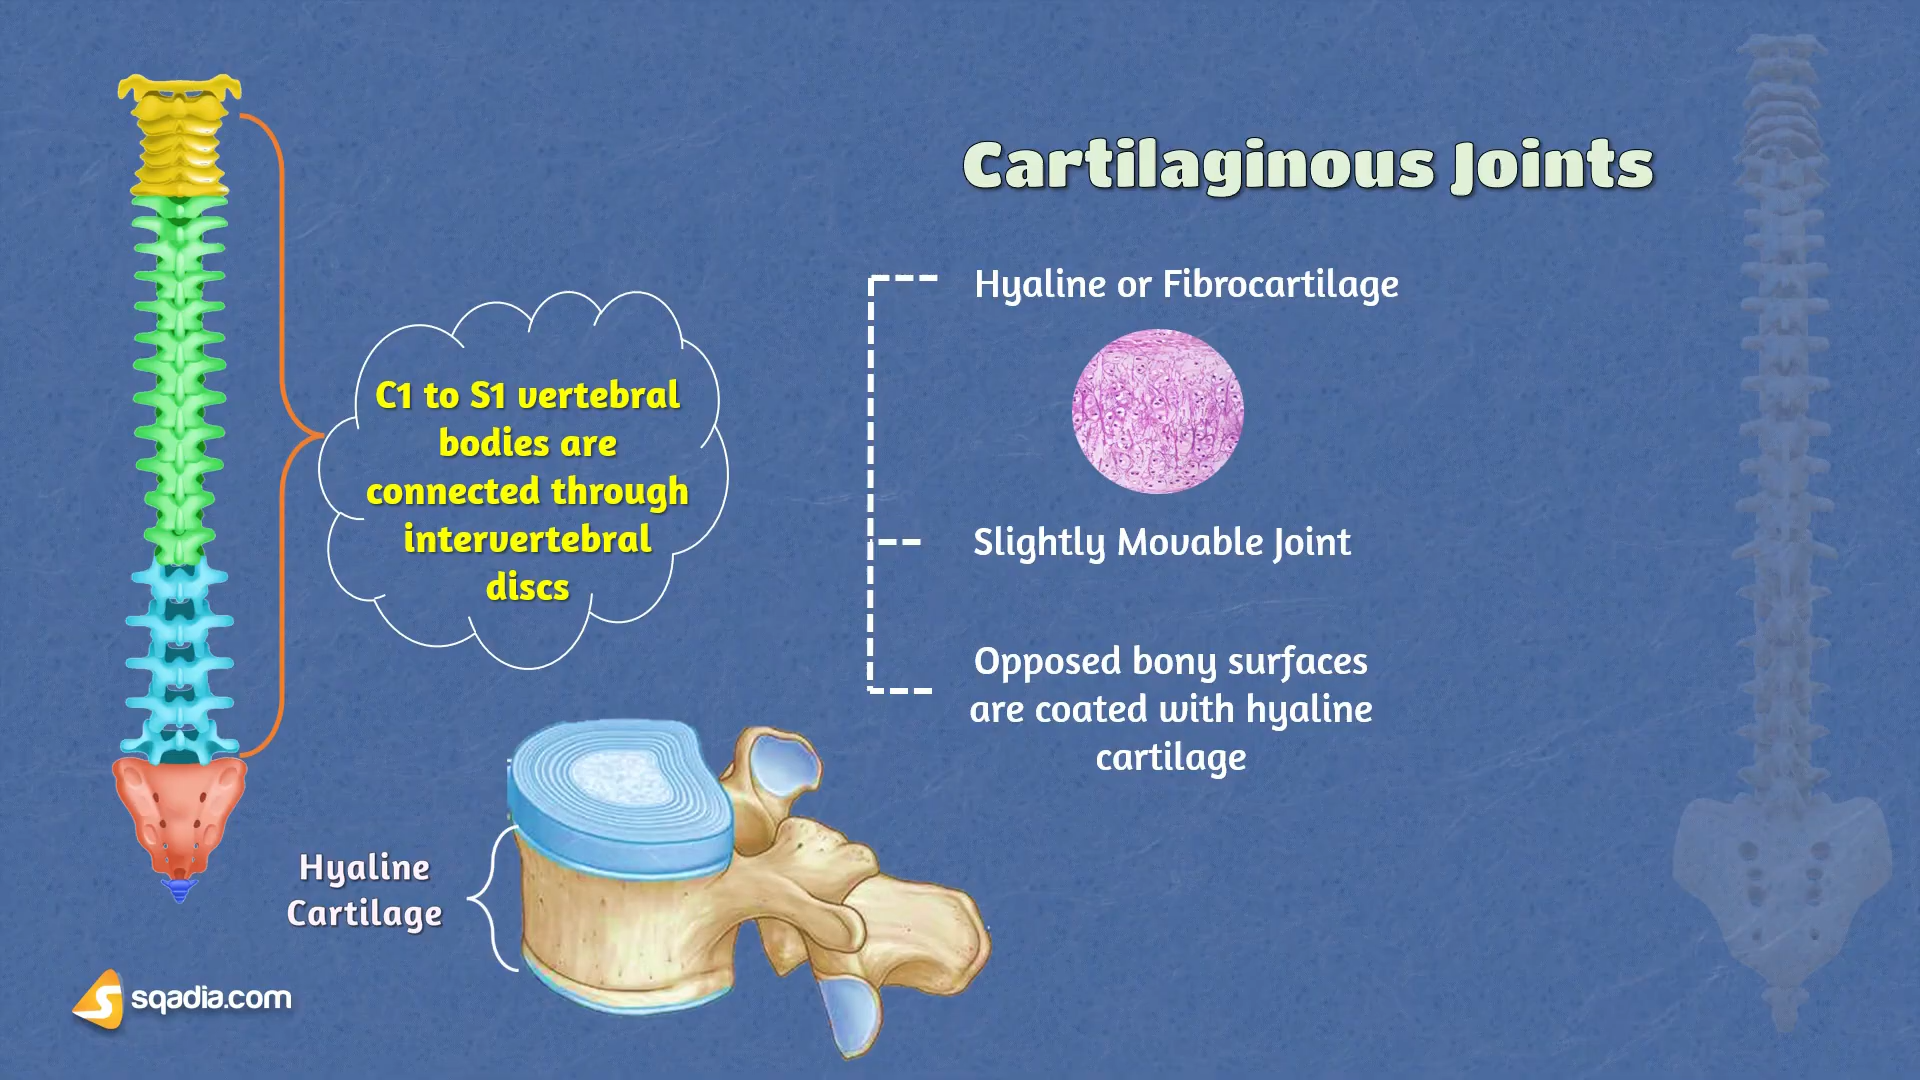 Cartilaginous Joints
Hyaline or Fibrocartilage
C1 to S1 vertebral
bodies are
connected through
intervertebral
discs
Slightly Movable Joint
Opposed bony surfaces
are coated with hyaline
cartilage
Hyaline
Cartilage
sqadia.com